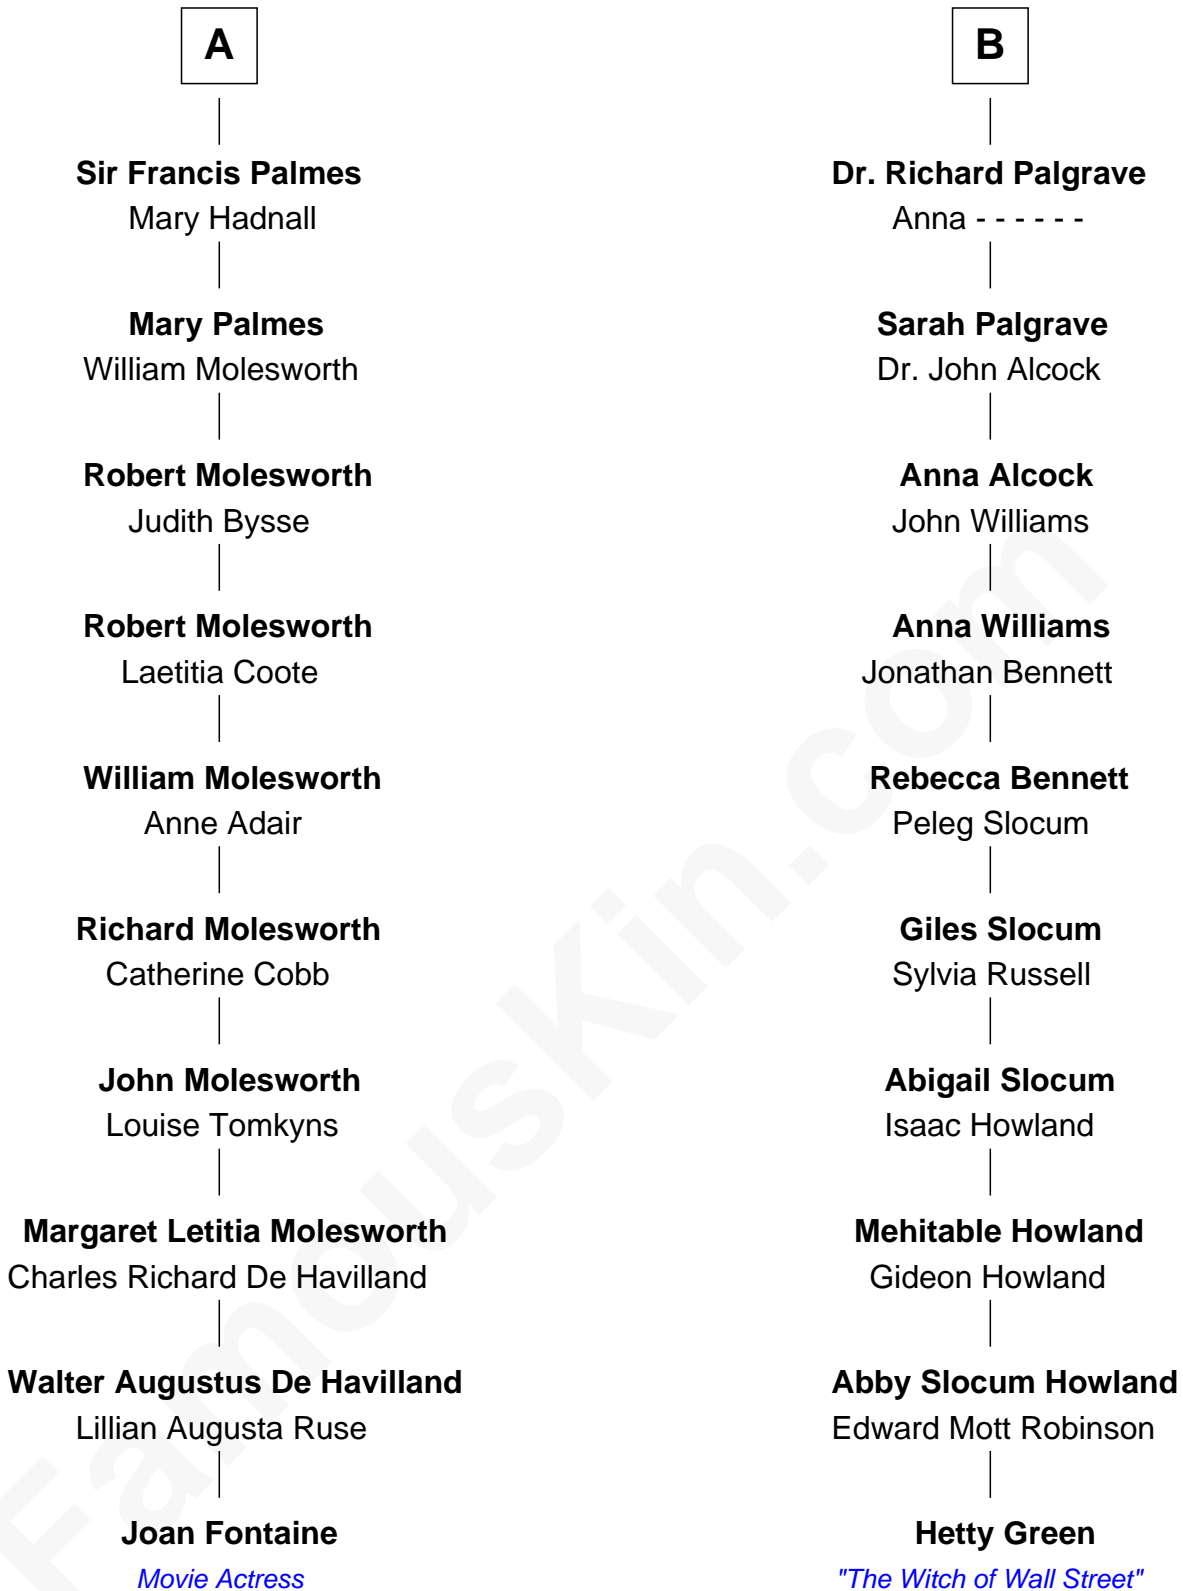 A
Sir Francis Palmes
Mary Hadnall
Mary Palmes
William Molesworth
Robert Molesworth
Judith Bysse
Robert Molesworth
Laetitia Coote
William Molesworth
Anne Adair
Richard Molesworth
Catherine Cobb
John Molesworth
Louise Tomkyns
Margaret Letitia Molesworth
Charles Richard De Havilland
Walter Augustus De Havilland
Lillian Augusta Ruse
Joan Fontaine
Movie Actress
B
Dr. Richard Palgrave
Anna - - - - - -
Sarah Palgrave
Dr. John Alcock
Anna Alcock
John Williams
Anna Williams
Jonathan Bennett
Rebecca Bennett
Peleg Slocum
Giles Slocum
Sylvia Russell
Abigail Slocum
Isaac Howland
Mehitable Howland
Gideon Howland
Abby Slocum Howland
Edward Mott Robinson
Hetty Green
"The Witch of Wall Street"
FamousKin.com